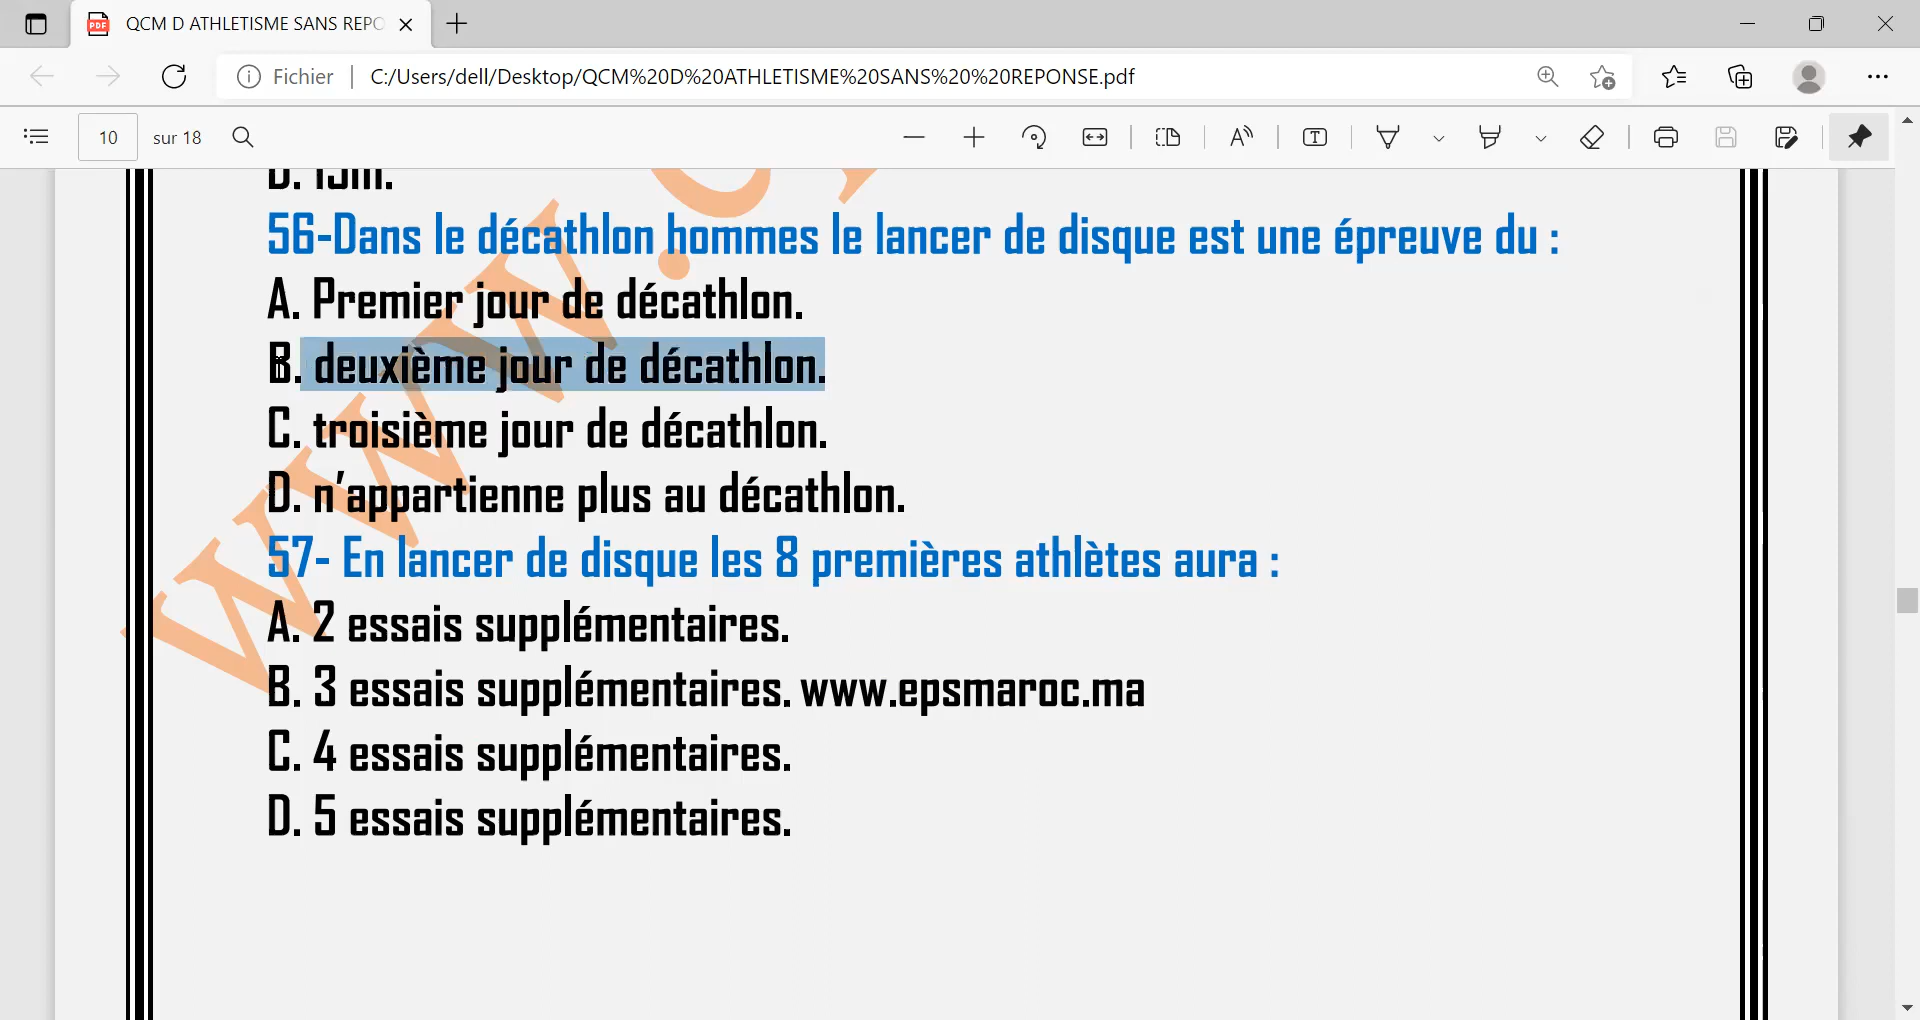 QCM D ATHLETISME SANS REPO
Fichier C:/Users/dell/Desktop/QCM%20D%20ATHLETISME%20SANS%20%20REPONSE.pdf
10 sur 18
56-Dans le décathlon hommes le lancer de disque est une épreuve du :
A. Premier jour de décathlon.
B. deuxième jour de décathlon.
C. troisième jour de décathlon.
D. n'appartienne plus au décathlon.
57- En lancer de disque les 8 premières athlètes aura :
A. 2 essais supplémentaires.
B. 3 essais supplémentaires. www.epsmaroc.ma
C. 4 essais supplémentaires.
D. 5 essais supplémentaires.